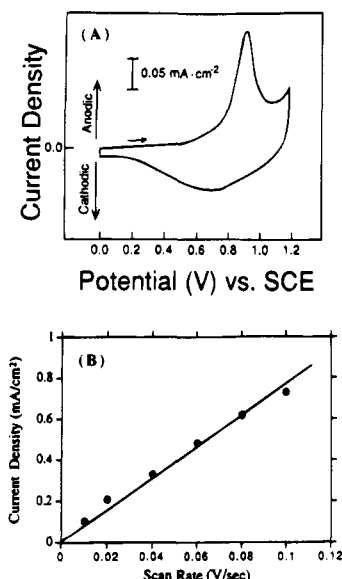 (A)
0.05 mA·cm-2
Current Density
Anodic
Cathodic
0.0
0.0 0.2 0.4 0.6 0.8 1.0 1.2
Potential (V) vs. SCE
(B)
Current Density (mA/cm²)
1
0.8
0.6
0.4
0.2
0
0 0.02 0.04 0.06 0.08 0.1 0.12
Scan Rate (V/sec)